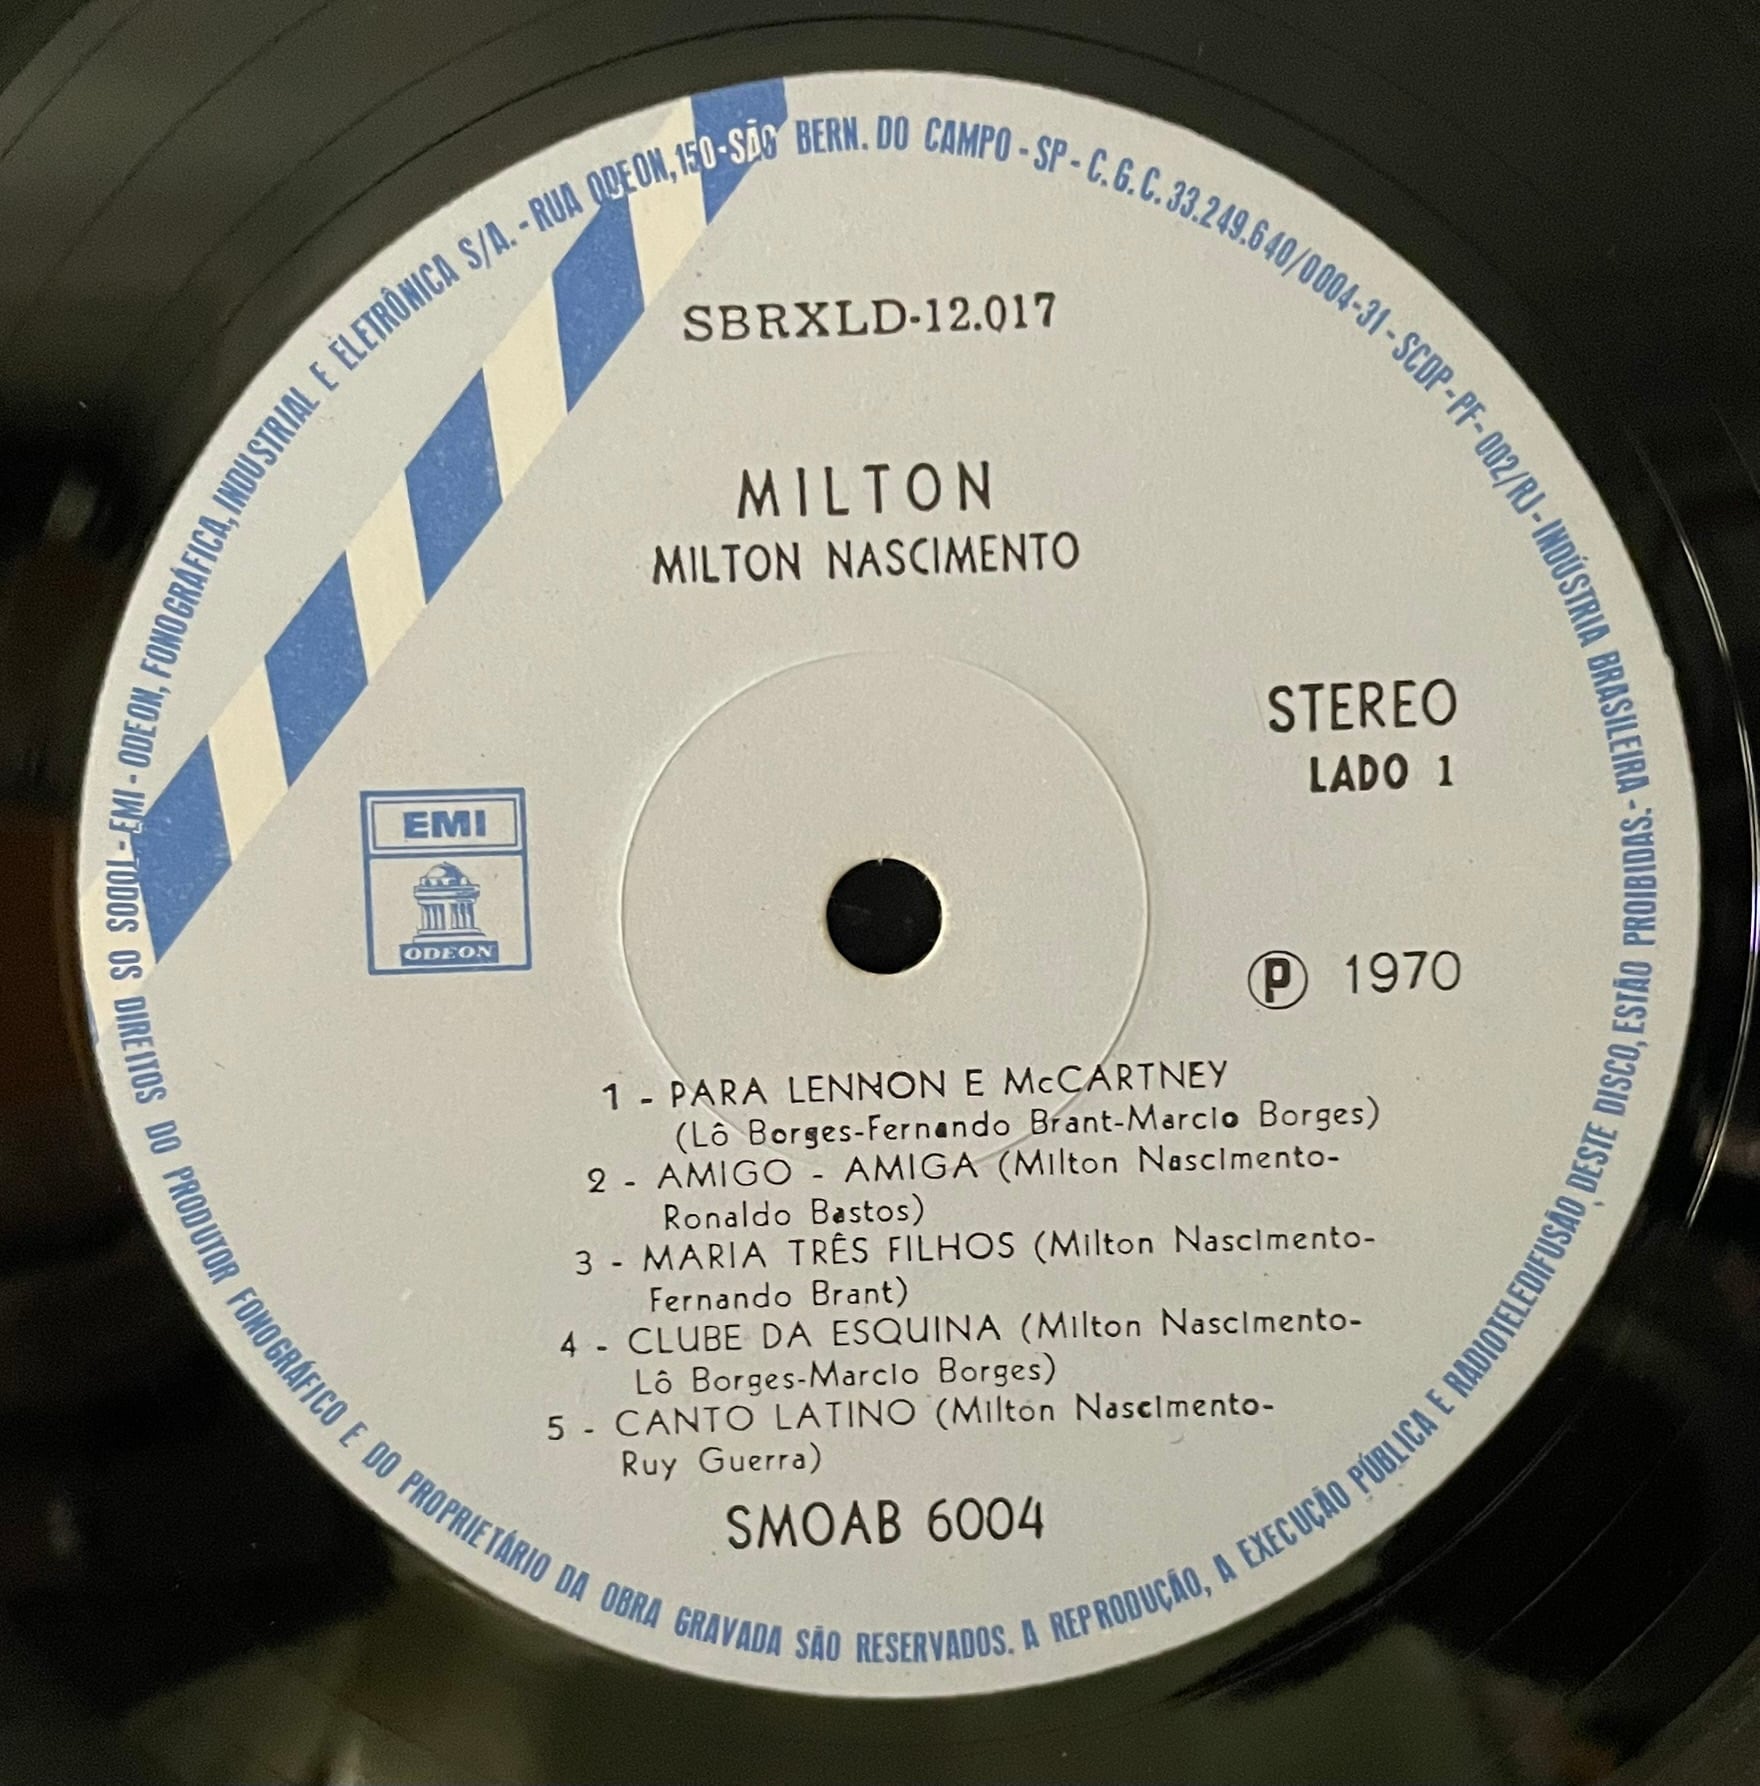 EMI-ODEON, FONOGRÁFICA, INDUSTRIAL E ELETRÔNICA S/A. - RUA ODEON, 150 - SÃO BERN. DO CAMPO - SP - C.G.C. 33.249.640/0004-31 - SCDP - PF - 002/RJ - INDÚSTRIA BRASILEIRA - TODOS OS DIREITOS DO PRODUTOR FONOGRÁFICO E DO PROPRIETÁRIO DA OBRA GRAVADA SÃO RESERVADOS. A REPRODUÇÃO, A EXECUÇÃO PÚBLICA E RADIOTELEDIFUSÃO DESTE DISCO, ESTÃO PROIBIDAS.
SBRXLD-12.017
MILTON
MILTON NASCIMENTO
STEREO
LADO 1
EMI
ODEON
℗ 1970
1 - PARA LENNON E McCARTNEY
(Lô Borges-Fernando Brant-Marcio Borges)
2 - AMIGO - AMIGA (Milton Nascimento-
Ronaldo Bastos)
3 - MARIA TRÊS FILHOS (Milton Nascimento-
Fernando Brant)
4 - CLUBE DA ESQUINA (Milton Nascimento-
Lô Borges-Marcio Borges)
5 - CANTO LATINO (Milton Nascimento-
Ruy Guerra)
SMOAB 6004